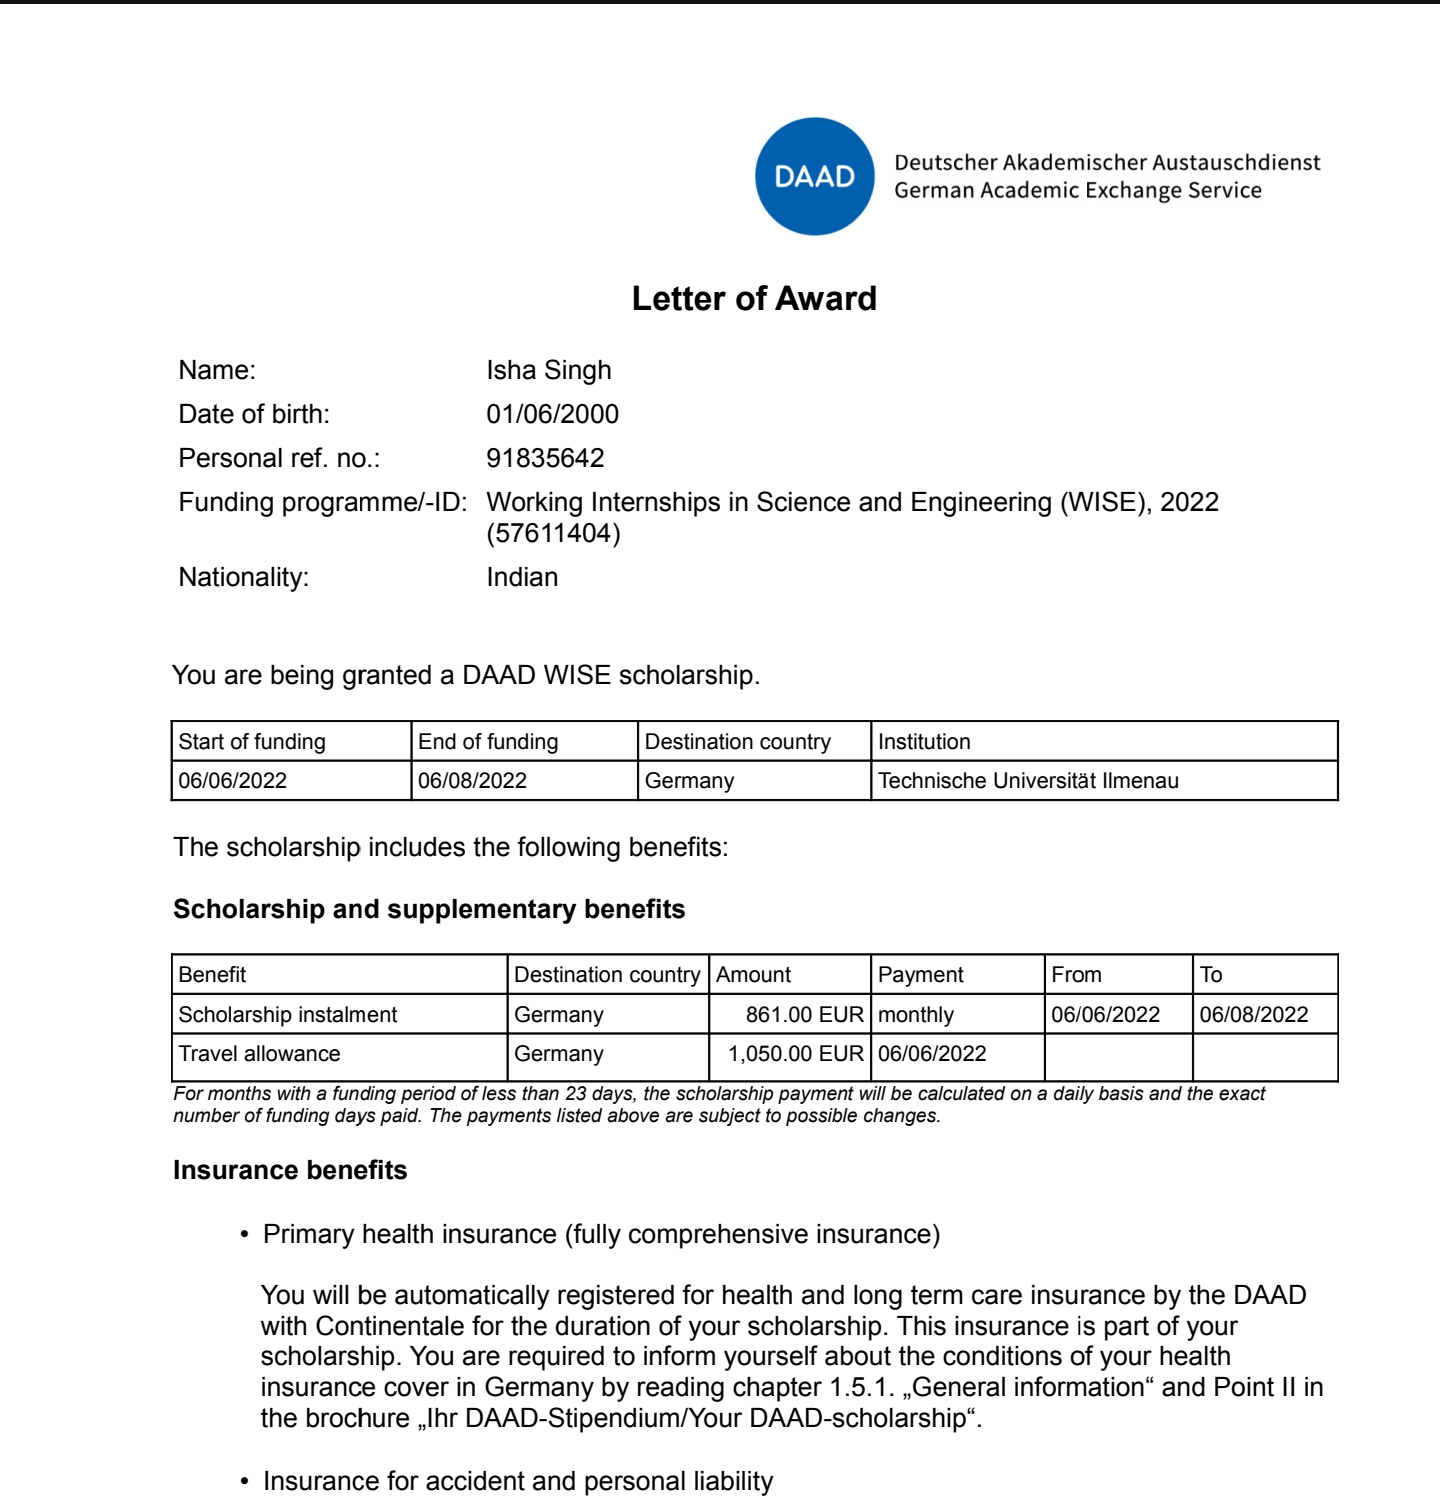 DAAD
Deutscher Akademischer Austauschdienst
German Academic Exchange Service
Letter of Award
Name: Isha Singh
Date of birth: 01/06/2000
Personal ref. no.: 91835642
Funding programme/-ID: Working Internships in Science and Engineering (WISE), 2022
(57611404)
Nationality: Indian
You are being granted a DAAD WISE scholarship.
Start of funding End of funding Destination country Institution
06/06/2022 06/08/2022 Germany Technische Universität Ilmenau
The scholarship includes the following benefits:
Scholarship and supplementary benefits
Benefit Destination country Amount Payment From To
Scholarship instalment Germany 861.00 EUR monthly 06/06/2022 06/08/2022
Travel allowance Germany 1,050.00 EUR 06/06/2022
For months with a funding period of less than 23 days, the scholarship payment will be calculated on a daily basis and the exact
number of funding days paid. The payments listed above are subject to possible changes.
Insurance benefits
• Primary health insurance (fully comprehensive insurance)
You will be automatically registered for health and long term care insurance by the DAAD
with Continentale for the duration of your scholarship. This insurance is part of your
scholarship. You are required to inform yourself about the conditions of your health
insurance cover in Germany by reading chapter 1.5.1. „General information“ and Point II in
the brochure „Ihr DAAD-Stipendium/Your DAAD-scholarship“.
• Insurance for accident and personal liability